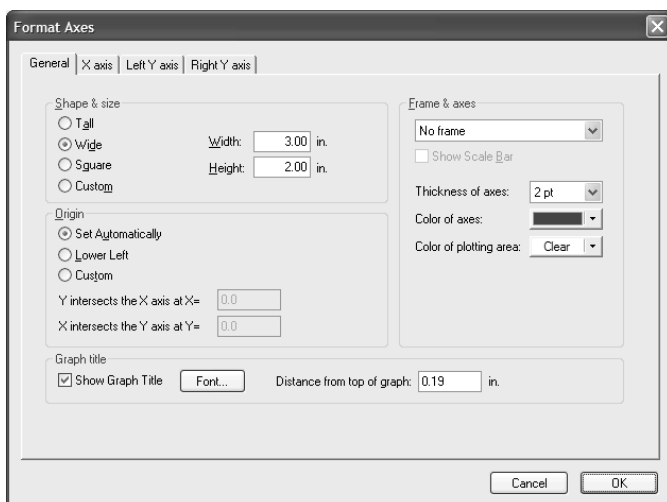 Format Axes
General X axis Left Y axis Right Y axis
Shape & size
Tall
Wide
Square
Custom
Width: 3.00 in.
Height: 2.00 in.
Origin
Set Automatically
Lower Left
Custom
Y intersects the X axis at X= 0.0
X intersects the Y axis at Y= 0.0
Frame & axes
No frame
Show Scale Bar
Thickness of axes: 2 pt
Color of axes:
Color of plotting area: Clear
Graph title
Show Graph Title Font... Distance from top of graph: 0.19 in.
Cancel OK